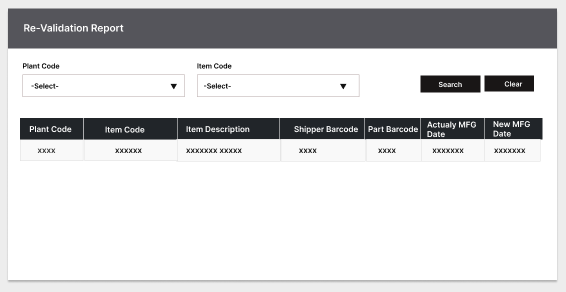 Re-Validation Report
Plant Code
Item Code
-Select-
-Select-
Search
Clear
Plant Code
Item Code
Item Description
Shipper Barcode
Part Barcode
Actualy MFG
Date
New MFG
Date
xxxx
xxxxxx
xxxxxxx xxxxx
xxxx
xxxx
xxxxxxx
xxxxxxx